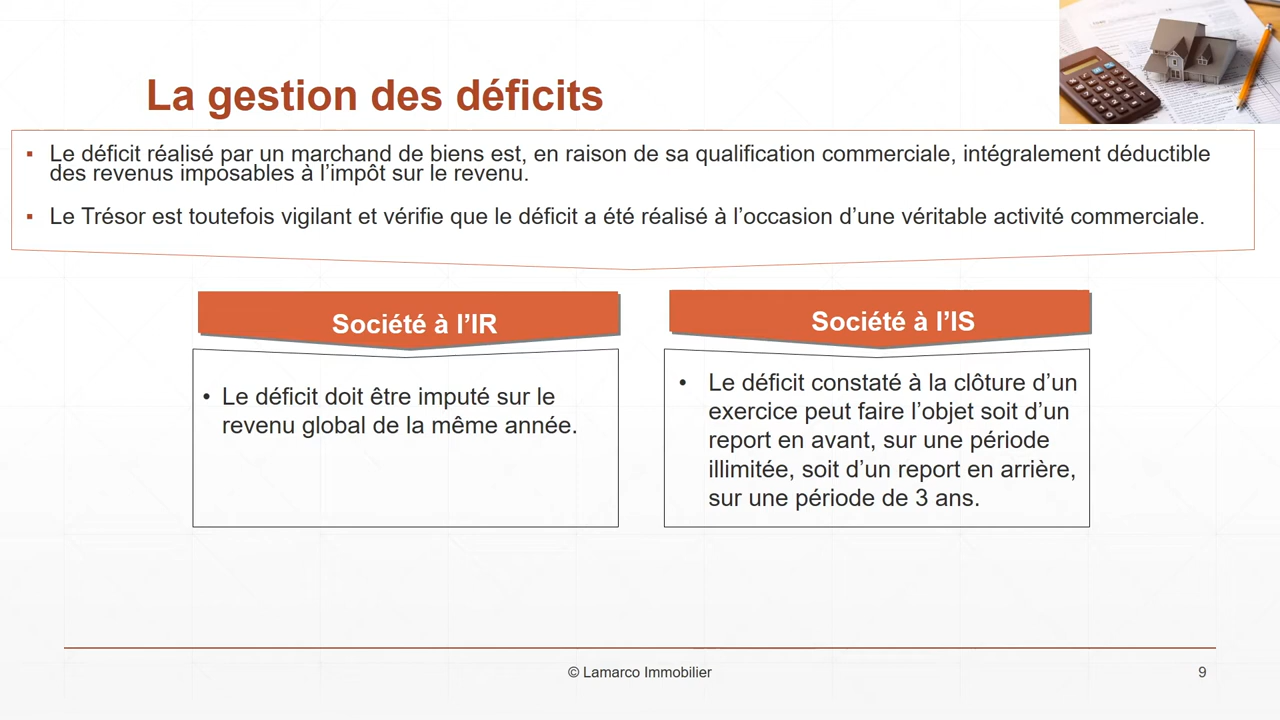 La gestion des déficits
▪ Le déficit réalisé par un marchand de biens est, en raison de sa qualification commerciale, intégralement déductible
des revenus imposables à l’impôt sur le revenu.
▪ Le Trésor est toutefois vigilant et vérifie que le déficit a été réalisé à l’occasion d’une véritable activité commerciale.
Société à l’IR
• Le déficit doit être imputé sur le
revenu global de la même année.
Société à l’IS
• Le déficit constaté à la clôture d’un
exercice peut faire l’objet soit d’un
report en avant, sur une période
illimitée, soit d’un report en arrière,
sur une période de 3 ans.
© Lamarco Immobilier
9